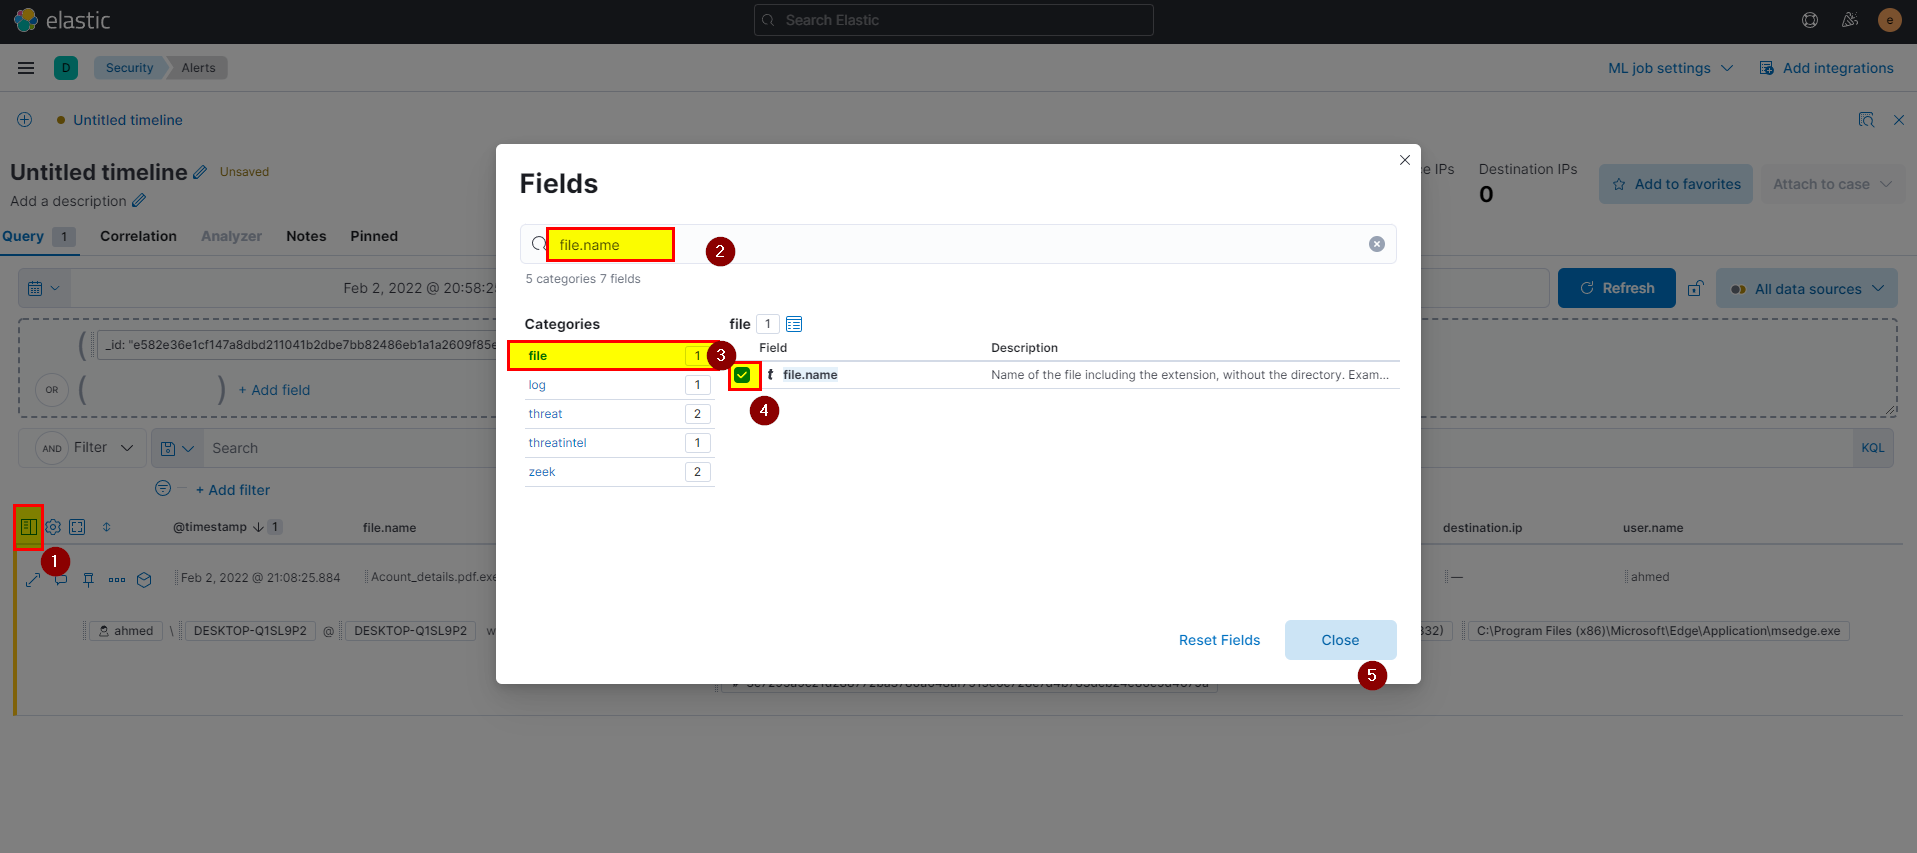 elastic
Search Elastic
e
D
Security
Alerts
ML job settings
Add integrations
Untitled timeline
Untitled timeline
Unsaved
Add a description
ce IPs
Destination IPs
0
Add to favorites
Attach to case
Query 1
Correlation
Analyzer
Notes
Pinned
Feb 2, 2022 @ 20:58:25
Refresh
All data sources
( _id: "e582e36e1cf147a8dbd211041b2dbe7bb82486eb1a1a2609f85e
OR ( ) + Add field
AND Filter
Search
KQL
+ Add filter
@timestamp 1
file.name
destination.ip
user.name
1
Feb 2, 2022 @ 21:08:25.884
Acount_details.pdf.exe
—
ahmed
ahmed \ DESKTOP-Q1SL9P2 @ DESKTOP-Q1SL9P2 w
332)
C:\Program Files (x86)\Microsoft\Edge\Application\msedge.exe
Fields
file.name
2
5 categories 7 fields
Categories
file 1
3
log 1
threat 2
threatintel 1
zeek 2
file 1
Field
Description
t file.name
Name of the file including the extension, without the directory. Exam...
4
Reset Fields
Close
5